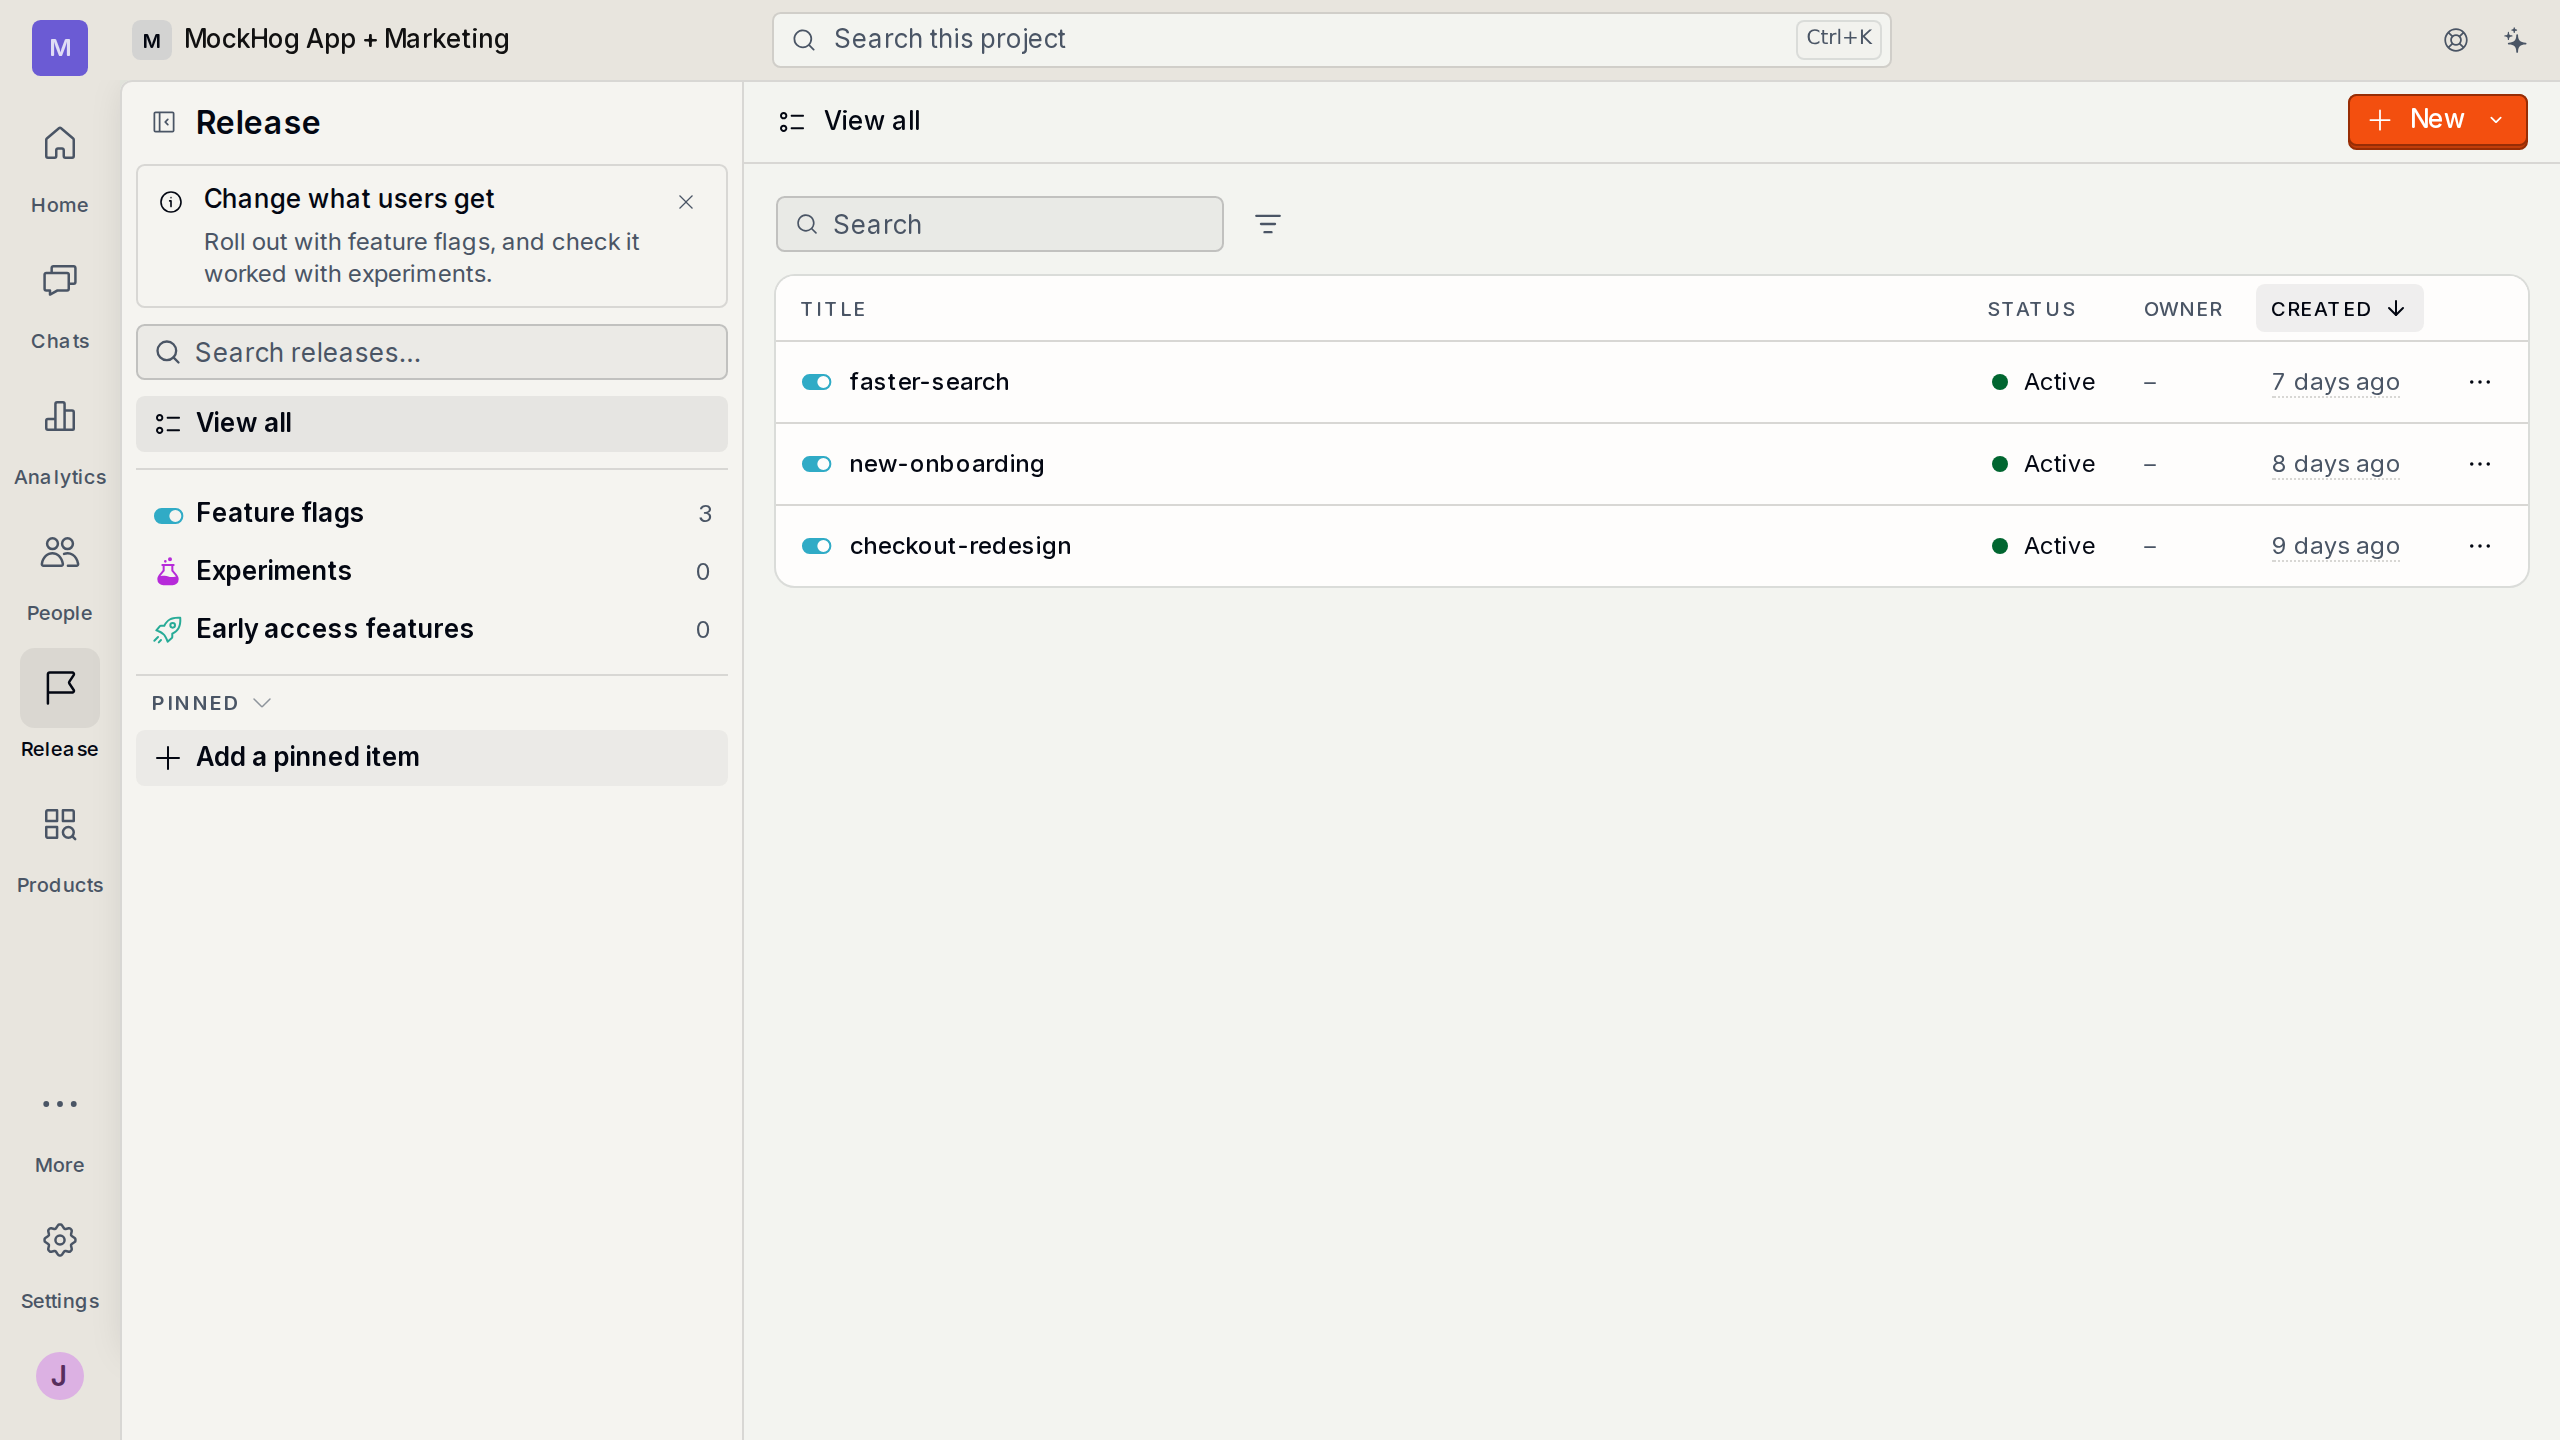 M
M MockHog App + Marketing
Search this project
Ctrl+K
Home
Chats
Analytics
People
Release
Products
More
Settings
J
Release
Change what users get
Roll out with feature flags, and check it
worked with experiments.
Search releases...
View all
Feature flags 3
Experiments 0
Early access features 0
PINNED
Add a pinned item
View all
New
Search
TITLE STATUS OWNER CREATED
faster-search Active – 7 days ago
new-onboarding Active – 8 days ago
checkout-redesign Active – 9 days ago